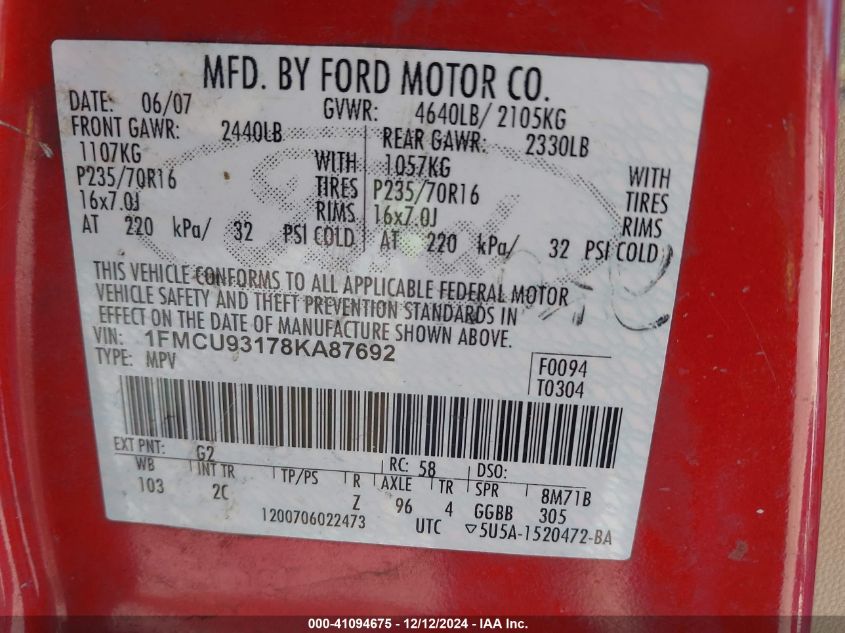 MFD. BY FORD MOTOR CO.
DATE: 06/07 GVWR: 4640LB/ 2105KG
FRONT GAWR: 2440LB REAR GAWR: 2330LB
1107KG WITH 1057KG WITH
P235/70R16 TIRES P235/70R16 TIRES
16x7.0J RIMS 16x7.0J RIMS
AT 220 kPa/ 32 PSI COLD AT 220 kPa/ 32 PSI COLD
THIS VEHICLE CONFORMS TO ALL APPLICABLE FEDERAL MOTOR
VEHICLE SAFETY AND THEFT PREVENTION STANDARDS IN
EFFECT ON THE DATE OF MANUFACTURE SHOWN ABOVE.
VIN: 1FMCU93178KA87692
TYPE: MPV F0094
T0304
EXT PNT: G2 RC: 58 DSO:
WB INT TR TP/PS R AXLE TR SPR 8M71B
103 2C Z 96 4 GGBB 305
1200706022473 UTC ▽5U5A-1520472-BA
Ford
000-41094675 - 12/12/2024 - IAA Inc.